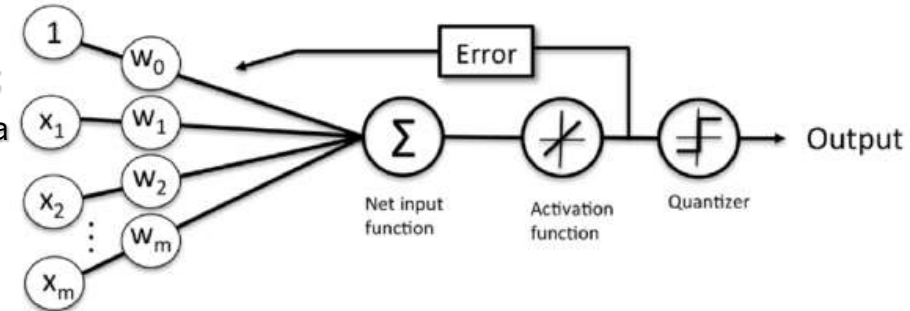 1
w₀
Error
a
x₁
w₁
Σ
Output
x₂
w₂
Net input
function
Activation
function
Quantizer
wₘ
xₘ